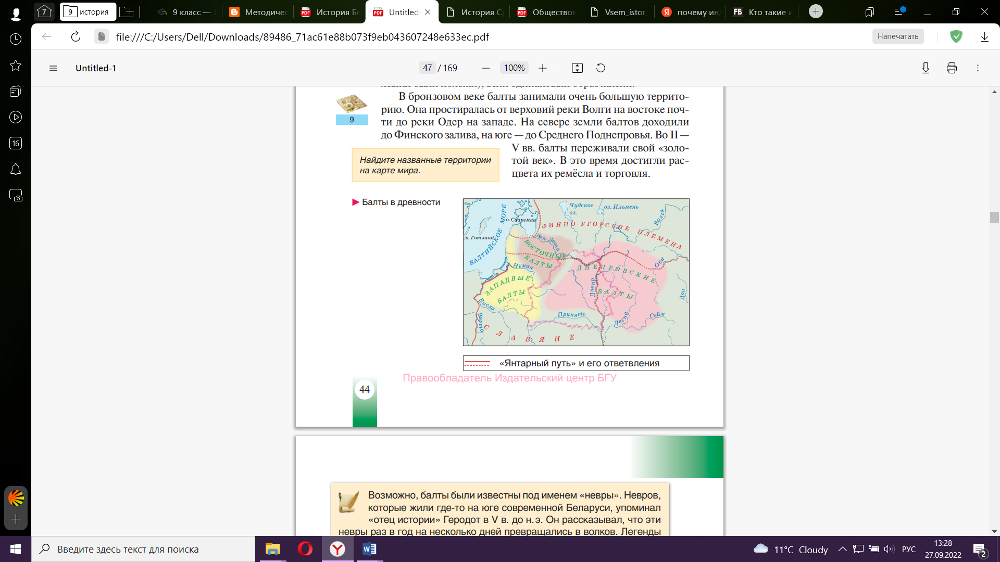 7
9 история
9 класс —
Методичес
История Бе
Untitled-
История Ср
Обществов
Vsem_istor_
почему инд
Кто такие и
file:///C:/Users/Dell/Downloads/89486_71ac61e88b073f9eb043607248e633ec.pdf
Напечатать
16
Untitled-1
47 / 169
100%
В бронзовом веке балты занимали очень большую террито-
рию. Она простиралась от верховий реки Волги на востоке поч-
9
ти до реки Одер на западе. На севере земли балтов доходили
до Финского залива, на юге — до Среднего Поднепровья. Во II —
V вв. балты переживали свой «золо-
той век». В это время достигли рас-
цвета их ремёсла и торговля.
Найдите названные территории
на карте мира.
Балты в древности
БАЛТИЙСКОЕ МОРЕ
о. Сааремаа
о. Готланд
Чудское
оз.
оз. Ильмень
Волга
ФИННО-УГОРСКИЕ ПЛЕМЕНА
Зап. Двина
ВОСТОЧНЫЕ
БАЛТЫ
Нёман
ЗАПАДНЫЕ
БАЛТЫ
ДНЕПРОВСКИЕ
БАЛТЫ
Днепр
Ока
Дон
Висла
Варта
Припять
Десна
Сейм
СЛАВЯНЕ
«Янтарный путь» и его ответвления
Правообладатель Издательский центр БГУ
44
Возможно, балты были известны под именем «невры». Невров,
которые жили где-то на юге современной Беларуси, упоминал
«отец истории» Геродот в V в. до н. э. Он рассказывал, что эти
невры раз в год на несколько дней превращались в волков. Легенды
Введите здесь текст для поиска
11°C Cloudy
РУС
13:28
27.09.2022
2